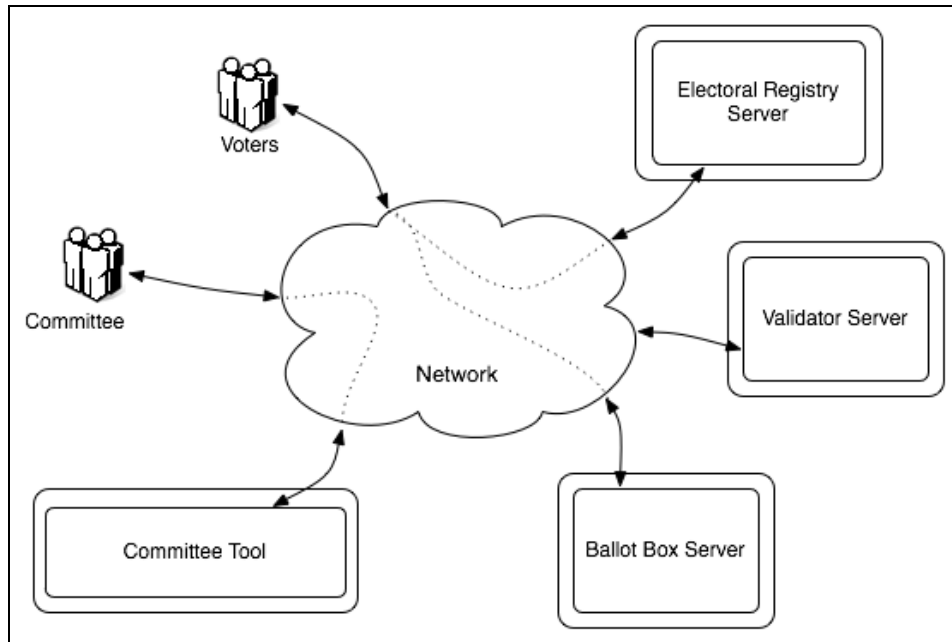 Electoral Registry
Server
Voters
Committee
Validator Server
Network
Committee Tool
Ballot Box Server